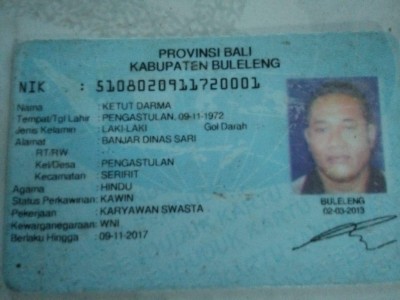 PROVINSI BALI
KABUPATEN BULELENG
NIK : 5108020911720001
Nama : KETUT DARMA
Tempat/Tgl Lahir : PENGASTULAN, 09-11-1972
Jenis Kelamin : LAKI-LAKI Gol Darah
Alamat : BANJAR DINAS SARI
RT/RW :
Kel/Desa : PENGASTULAN
Kecamatan : SERIRIT
Agama : HINDU
Status Perkawinan: KAWIN
Pekerjaan : KARYAWAN SWASTA
Kewarganegaraan: WNI
Berlaku Hingga : 09-11-2017
BULELENG
02-03-2013